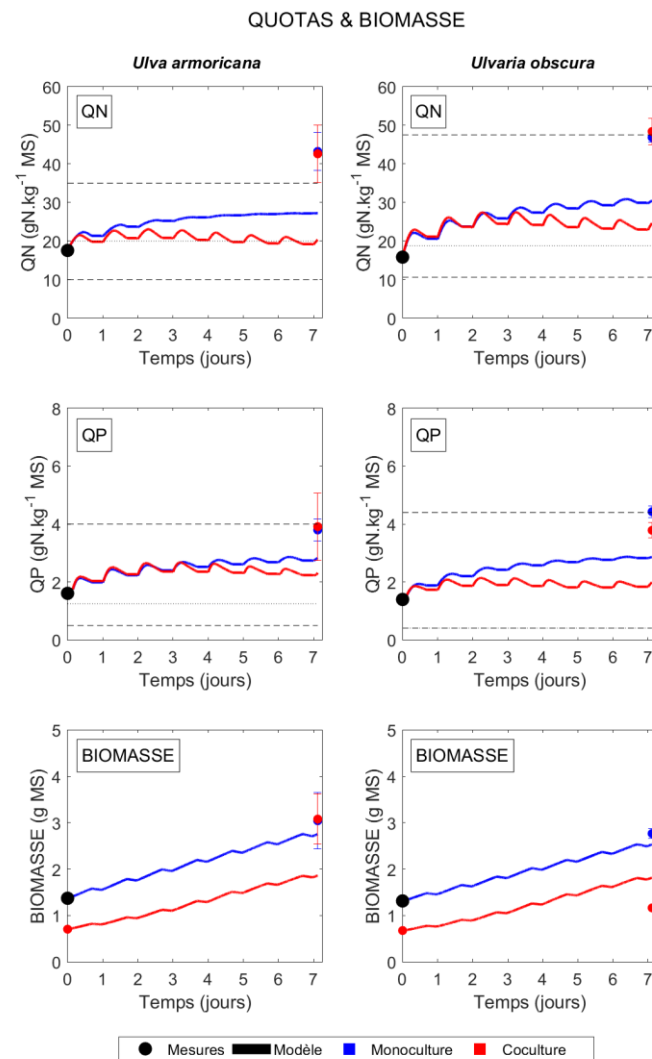 QUOTAS & BIOMASSE
Ulva armoricana
Ulvaria obscura
QN
QN (gN.kg⁻¹ MS)
60
50
40
30
20
10
0
0 1 2 3 4 5 6 7
Temps (jours)
QN
QN (gN.kg⁻¹ MS)
60
50
40
30
20
10
0
0 1 2 3 4 5 6 7
Temps (jours)
QP
QP (gN.kg⁻¹ MS)
8
6
4
2
0
0 1 2 3 4 5 6 7
Temps (jours)
QP
QP (gN.kg⁻¹ MS)
8
6
4
2
0
0 1 2 3 4 5 6 7
Temps (jours)
BIOMASSE
BIOMASSE (g MS)
5
4
3
2
1
0
0 1 2 3 4 5 6 7
Temps (jours)
BIOMASSE
BIOMASSE (g MS)
5
4
3
2
1
0
0 1 2 3 4 5 6 7
Temps (jours)
Mesures Modèle Monoculture Coculture